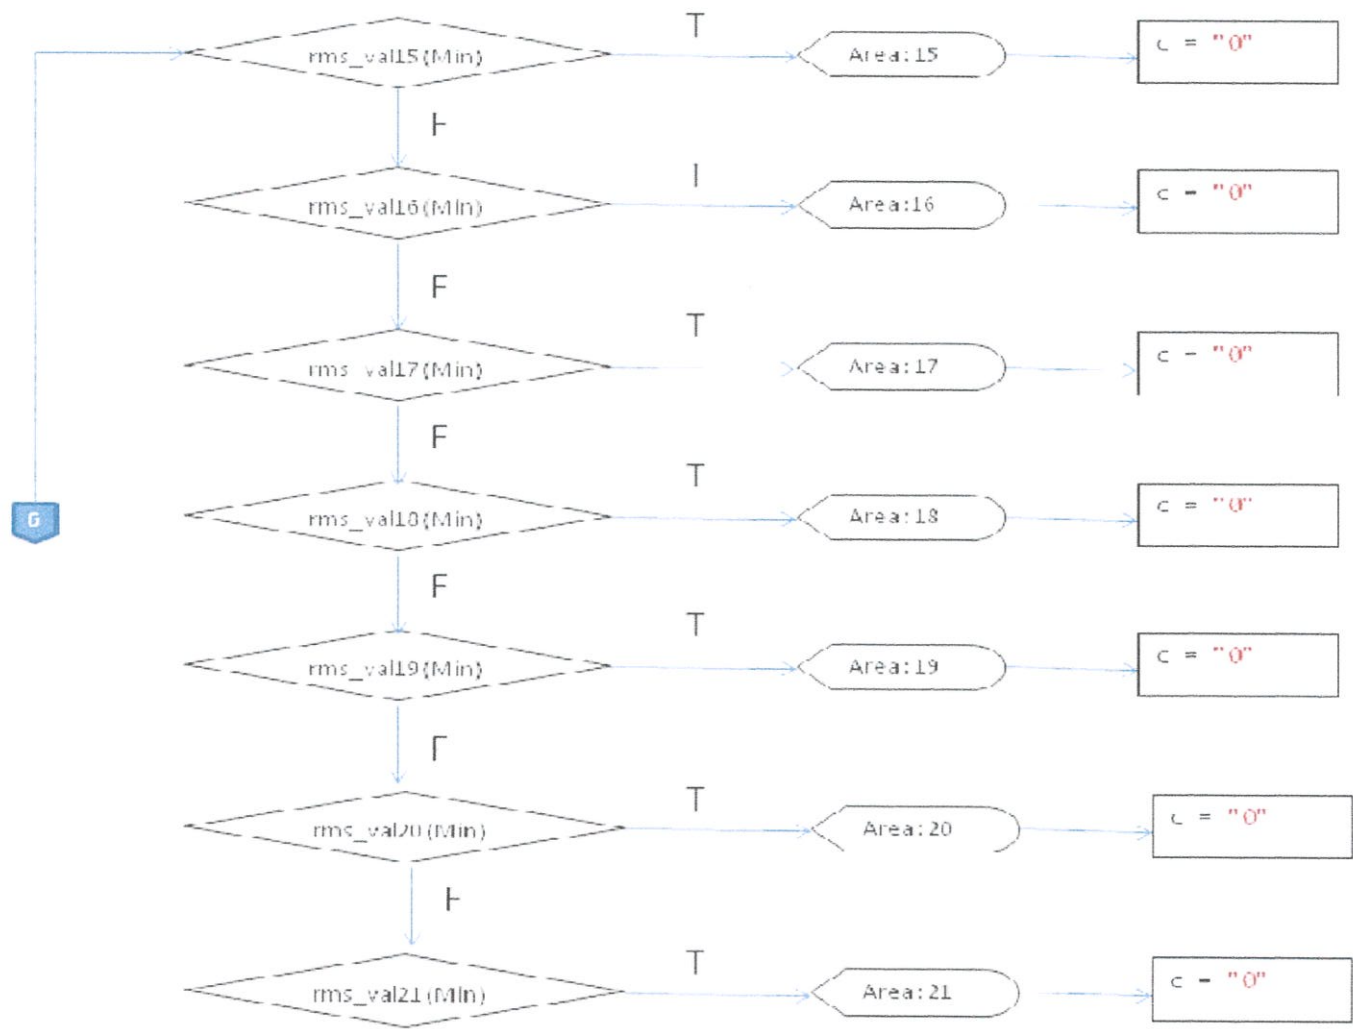 T
rms_val15(Min)
Area:15
c = "0"
F
T
rms_val16(Min)
Area:16
c = "0"
F
T
rms_val17(Min)
Area:17
c = "0"
F
T
rms_val18(Min)
Area:18
c = "0"
G
F
T
rms_val19(Min)
Area:19
c = "0"
F
T
rms_val20(Min)
Area:20
c = "0"
F
T
rms_val21(Min)
Area:21
c = "0"